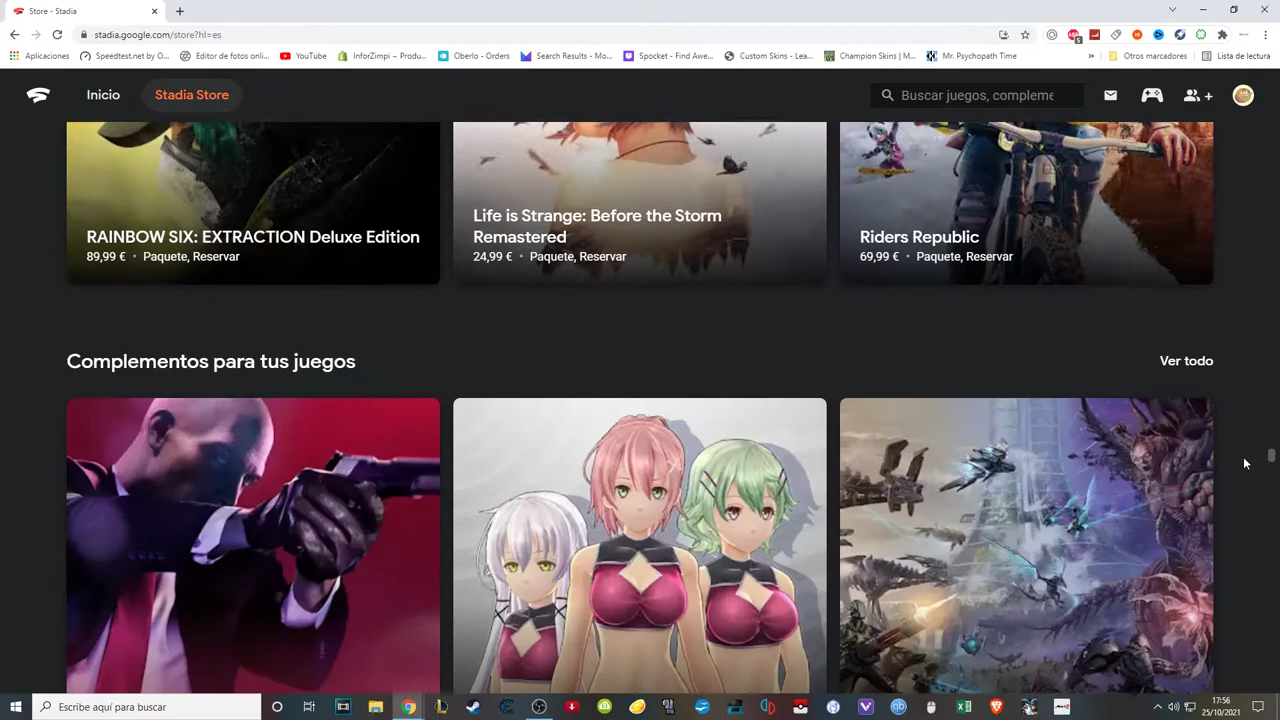 Store - Stadia
stadia.google.com/store?hl=es
Aplicaciones
Speedtest.net by O...
Editor de fotos onli...
YouTube
InforZimpi – Produ...
Oberlo - Orders
Search Results - Mo...
Spocket - Find Awe...
Custom Skins - Lea...
Champion Skins | M...
Mr. Psychopath Time
»
Otros marcadores
Lista de lectura
Inicio
Stadia Store
Buscar juegos, compleme
RAINBOW SIX: EXTRACTION Deluxe Edition
89,99 € • Paquete, Reservar
Life is Strange: Before the Storm
Remastered
24,99 € • Paquete, Reservar
Riders Republic
69,99 € • Paquete, Reservar
Complementos para tus juegos
Ver todo
Escribe aquí para buscar
17:56
25/10/2021